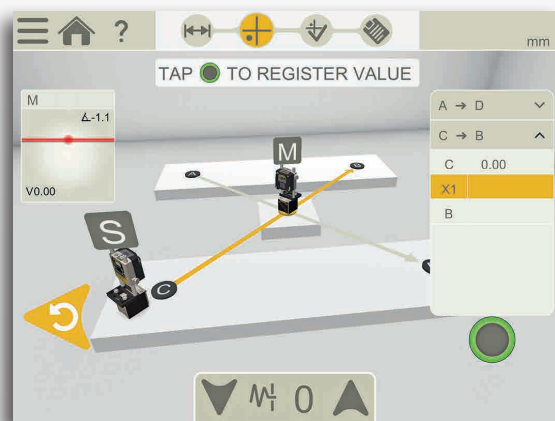 ?
mm
TAP TO REGISTER VALUE
M
∡-1.1
V0.00
A → D
C → B
C 0.00
X1
B
A
B
M
S
C
0